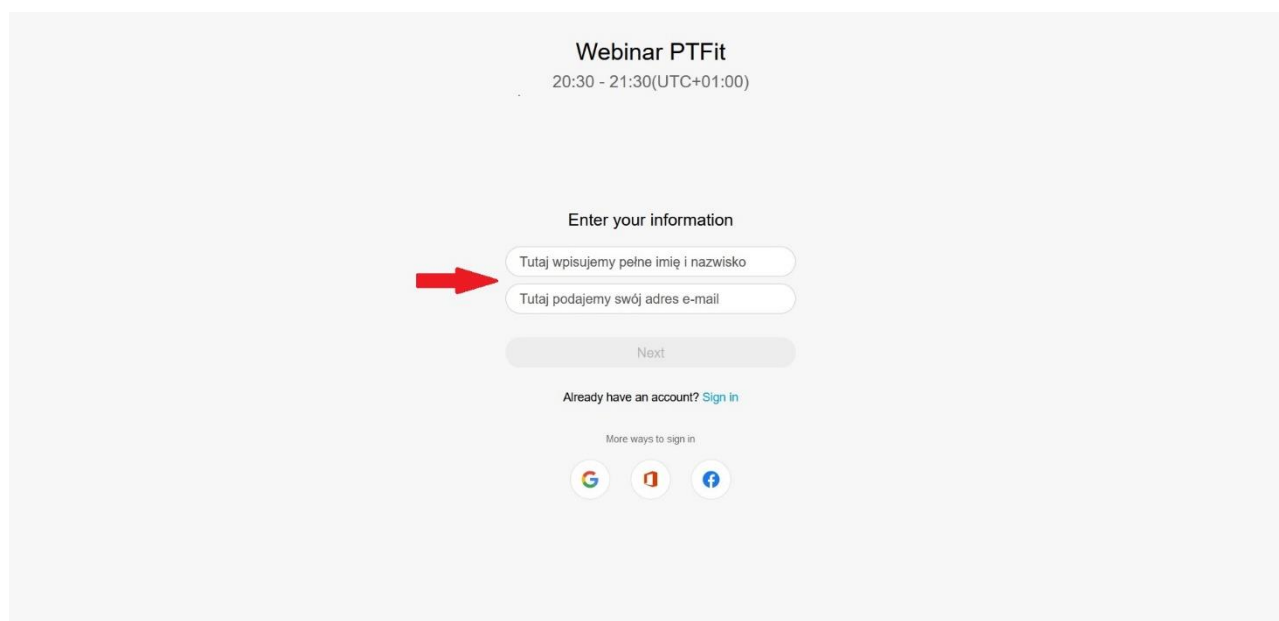 Webinar PTFit
20:30 - 21:30(UTC+01:00)
Enter your information
Tutaj wpisujemy pełne imię i nazwisko
Tutaj podajemy swój adres e-mail
Next
Already have an account? Sign in
More ways to sign in